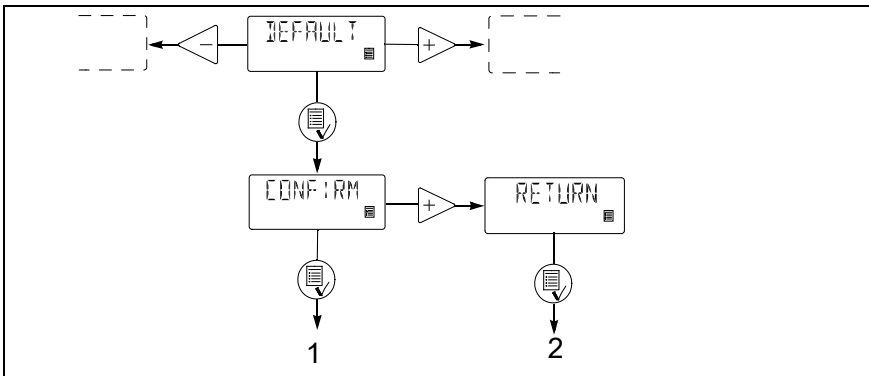 DEFAULT
− +
CONFIRM
+
RETURN
1
2